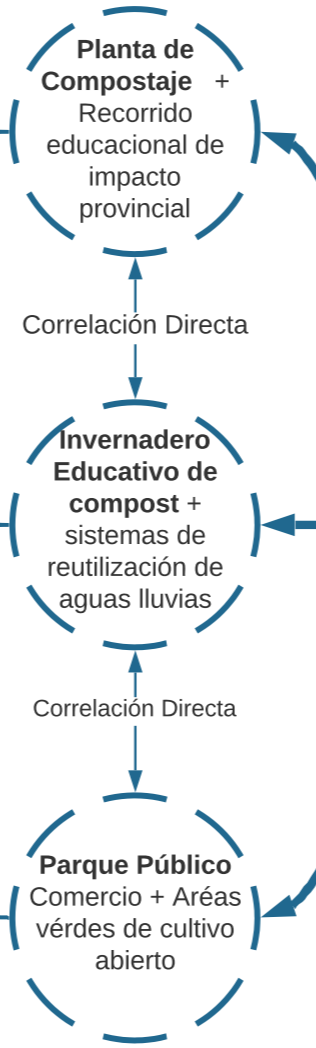 Planta de
Compostaje +
Recorrido
educacional de
impacto
provincial
Correlación Directa
Invernadero
Educativo de
compost +
sistemas de
reutilización de
aguas lluvias
Correlación Directa
Parque Público
Comercio + Aréas
vérdes de cultivo
abierto